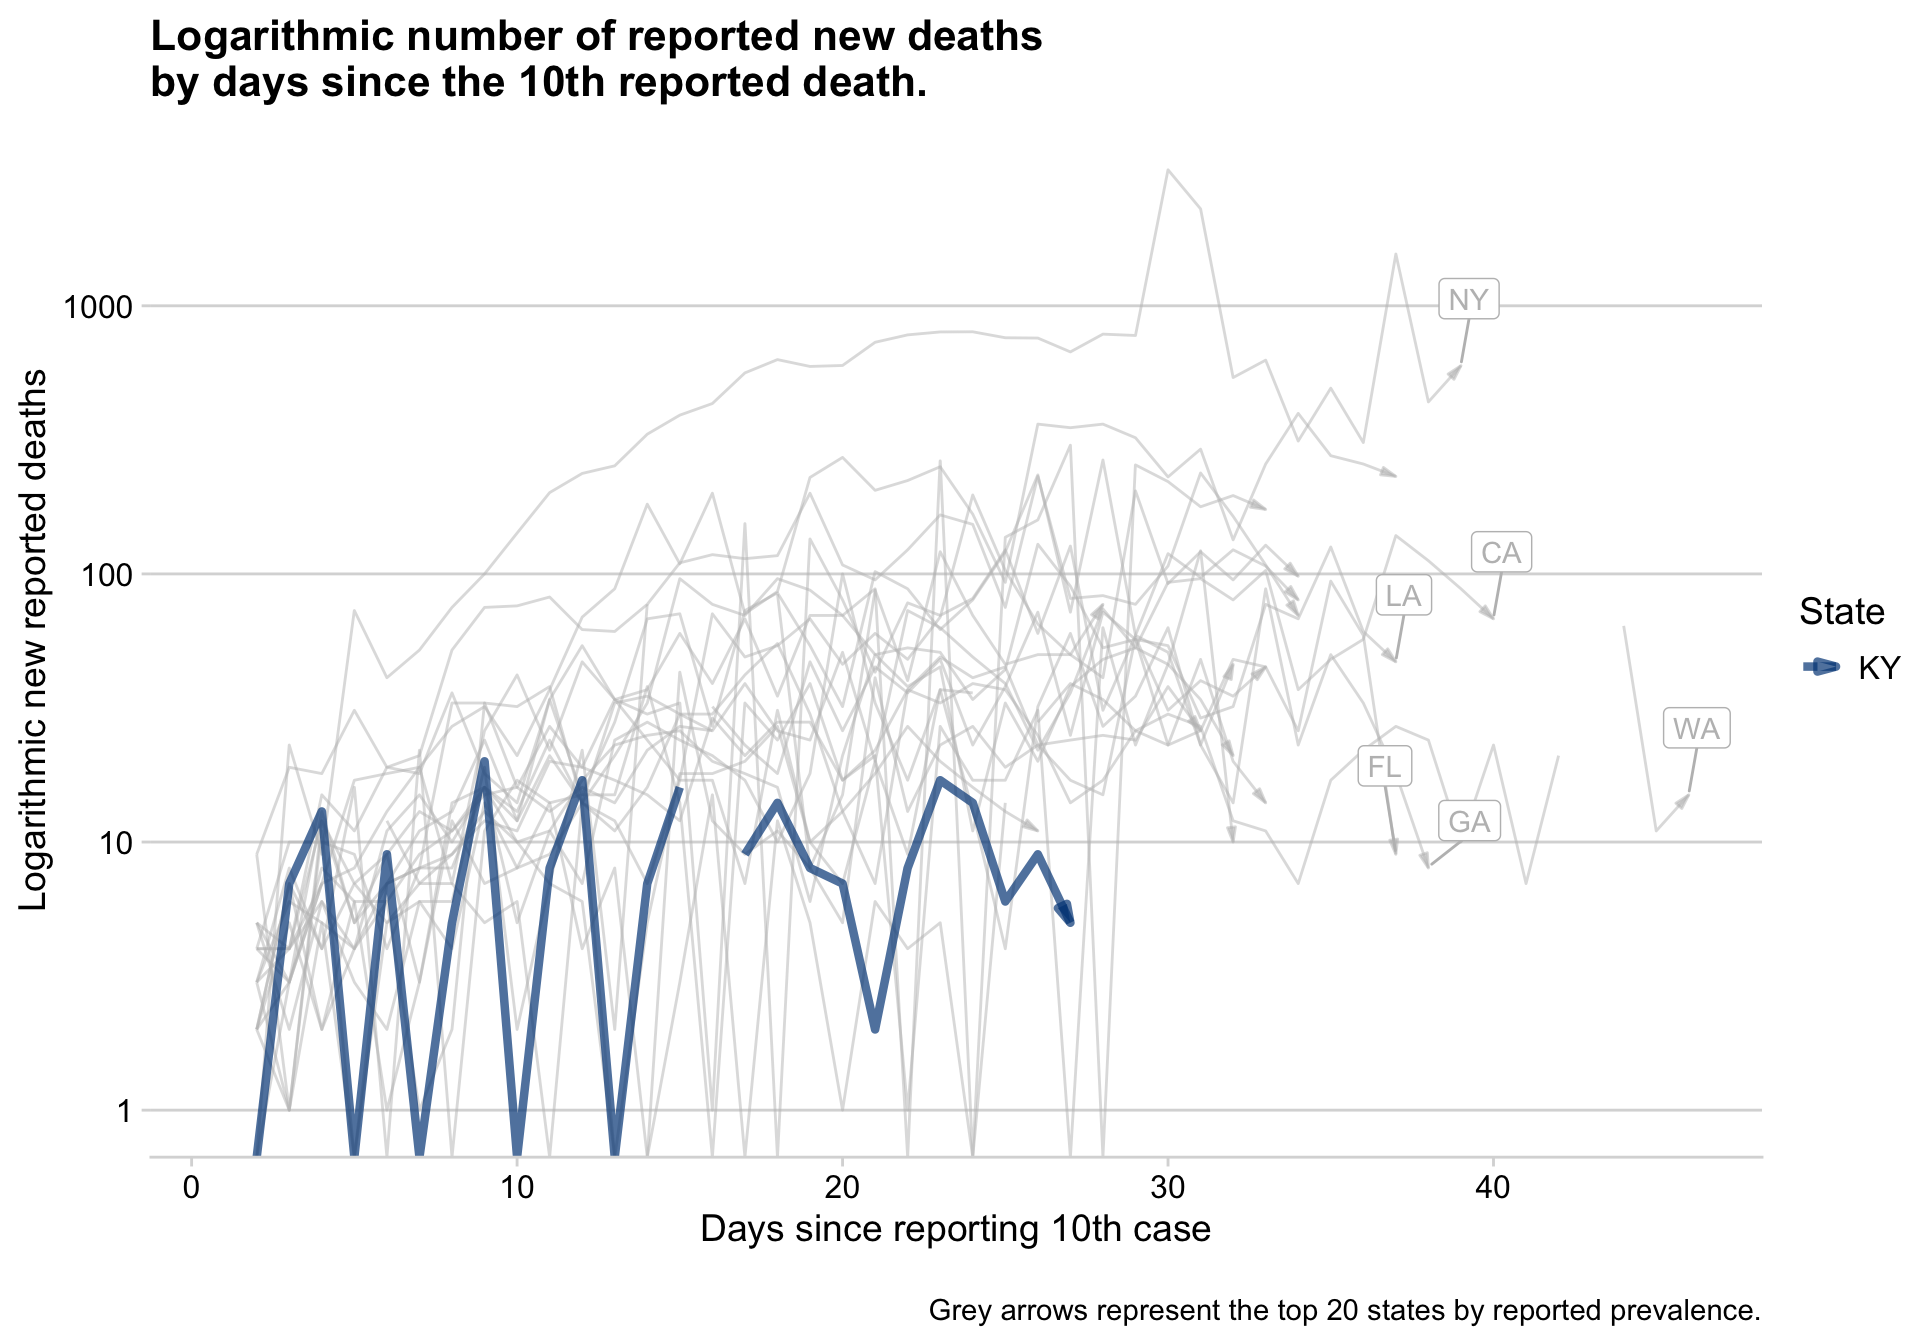 Logarithmic number of reported new deaths
by days since the 10th reported death.
Logarithmic new reported deaths
1000
100
10
1
NY
CA
LA
WA
FL
GA
State
KY
0 10 20 30 40
Days since reporting 10th case
Grey arrows represent the top 20 states by reported prevalence.